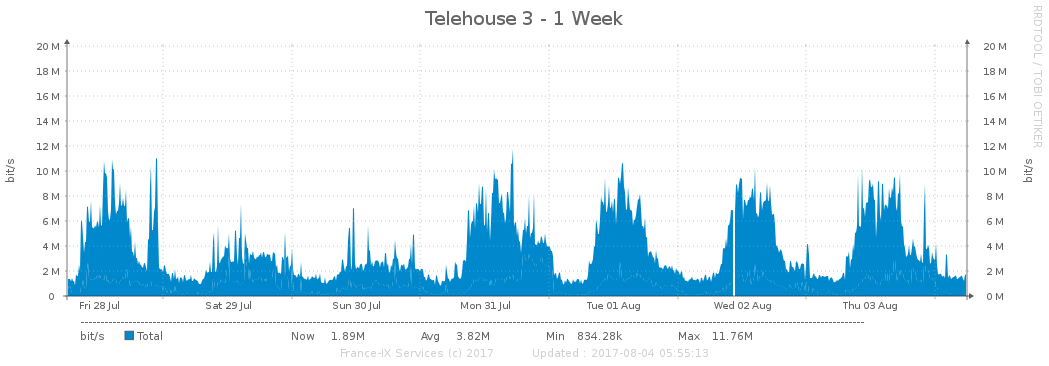 Telehouse 3 - 1 Week
RRDTOOL / TOBI OETIKER
20 M 20 M
18 M 18 M
16 M 16 M
14 M 14 M
12 M 12 M
10 M 10 M
8 M 8 M
6 M 6 M
4 M 4 M
2 M 2 M
0 0 M
bit/s
bit/s
Fri 28 Jul Sat 29 Jul Sun 30 Jul Mon 31 Jul Tue 01 Aug Wed 02 Aug Thu 03 Aug
bit/s Total Now 1.89M Avg 3.82M Min 834.28k Max 11.76M
France-IX Services (c) 2017 Updated : 2017-08-04 05:55:13